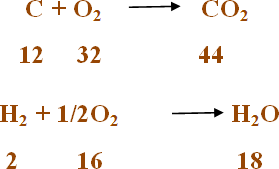 C + O₂ → CO₂
12 32 44
H₂ + 1/2O₂ → H₂O
2 16 18